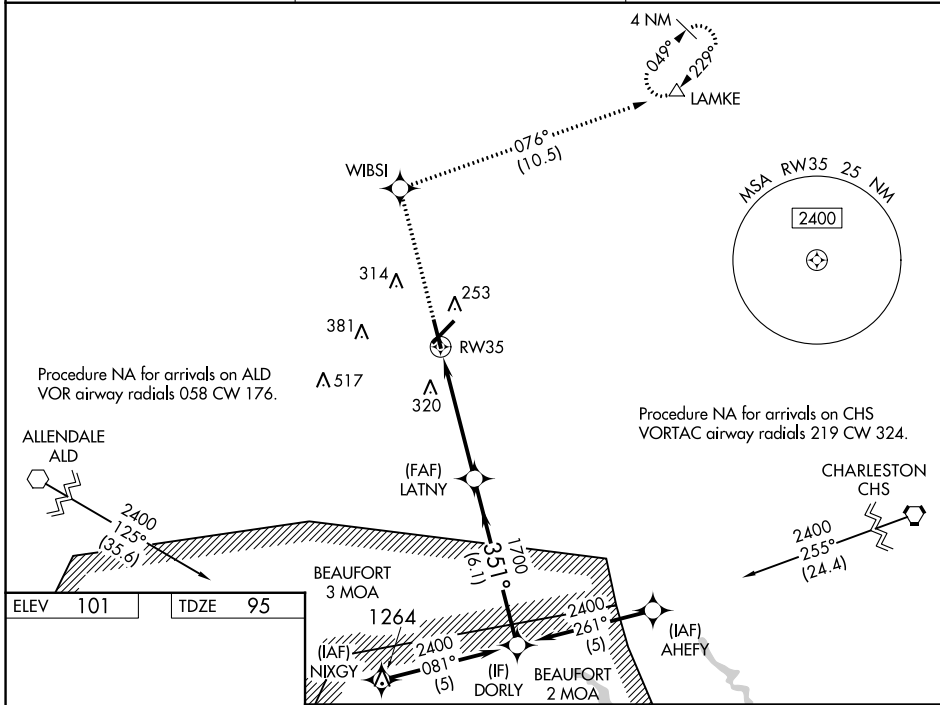 4 NM
049°
229°
LAMKE
076°
(10.5)
WIBSI
MSA RW35 25 NM
2400
314
253
381
RW35
517
320
Procedure NA for arrivals on ALD
VOR airway radials 058 CW 176.
Procedure NA for arrivals on CHS
VORTAC airway radials 219 CW 324.
ALLENDALE
ALD
(FAF)
LATNY
CHARLESTON
CHS
2400
125°
(35.6)
2400
255°
(24.4)
1700
351°
(6.1)
BEAUFORT
3 MOA
ELEV 101
TDZE 95
1264
2400
261°
(5)
(IAF)
AHEFY
(IAF)
NIXGY
2400
081°
(5)
(IF)
DORLY
BEAUFORT
2 MOA